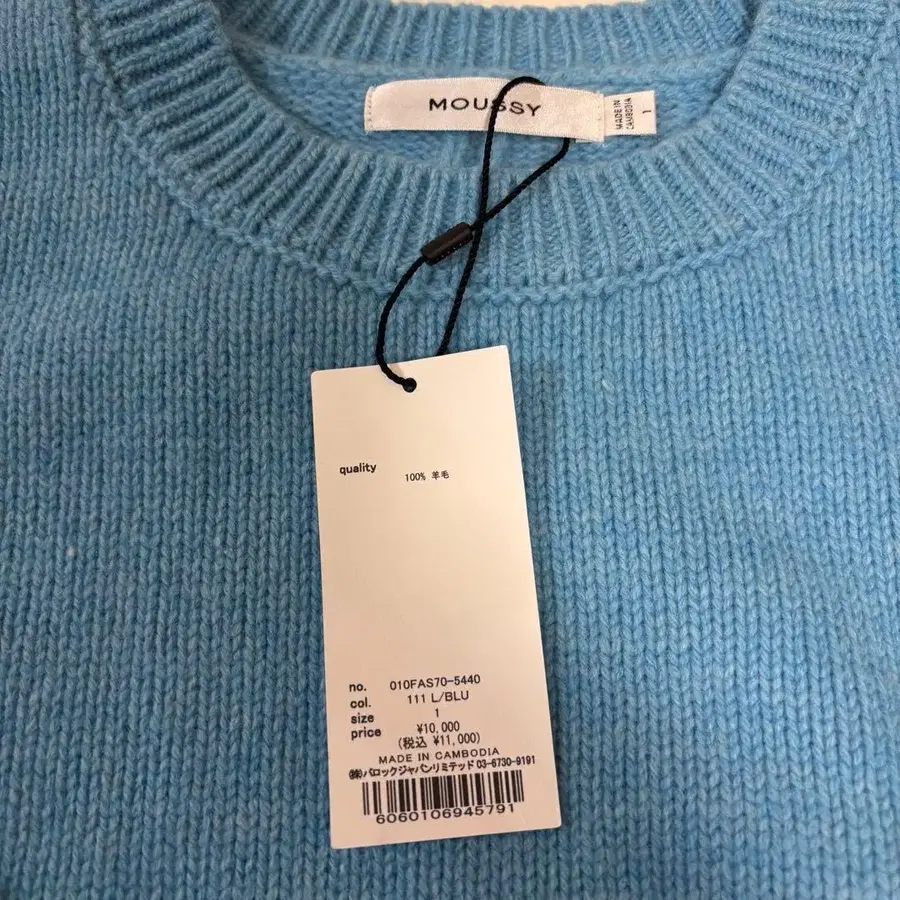 MOUSSY
MADE IN
CAMBODIA
1
quality
100% 羊毛
no. 010FAS70-5440
col. 111 L/BLU
size 1
price ¥10,000
(税込 ¥11,000)
MADE IN CAMBODIA
㈱バロックジャパンリミテッド 03-6730-9191
6060106945791